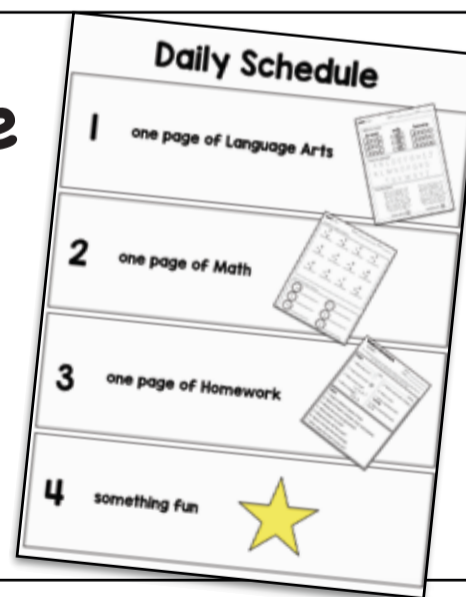 e
Daily Schedule
1 one page of Language Arts
2 one page of Math
3 one page of Homework
4 something fun